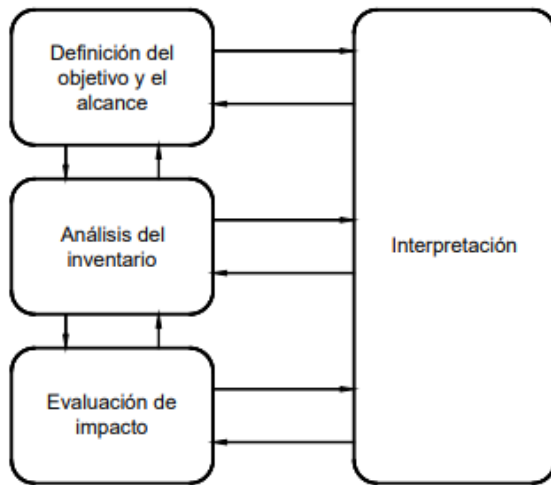 Definición del
objetivo y el
alcance
Análisis del
inventario
Interpretación
Evaluación de
impacto